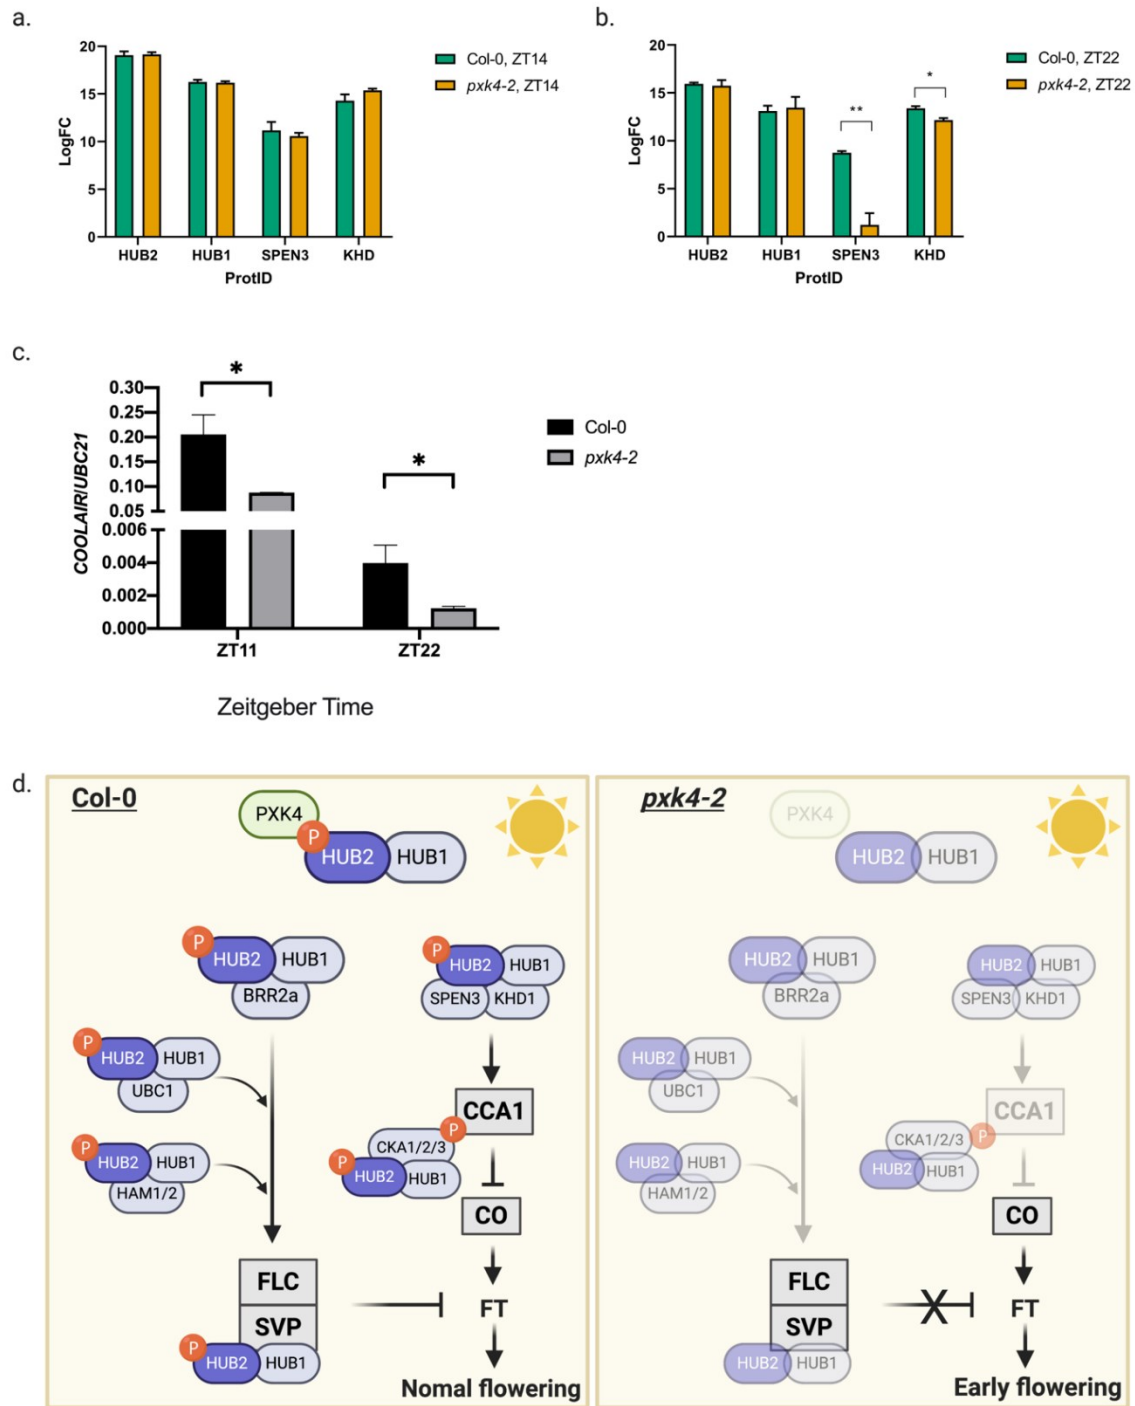 a.
20
15
10
5
0
LogFC
HUB2 HUB1 SPEN3 KHD
ProtID
Col-0, ZT14
pxk4-2, ZT14
b.
20
15
10
5
0
LogFC
**
*
HUB2 HUB1 SPEN3 KHD
ProtID
Col-0, ZT22
pxk4-2, ZT22
c.
0.30
0.25
0.20
0.15
0.10
0.05
0.006
0.004
0.002
0.000
COOLAIR/UBC21
*
*
ZT11 ZT22
Zeitgeber Time
Col-0
pxk4-2
d.
Col-0
PXK4
P
HUB2 HUB1
P
HUB2 HUB1
BRR2a
P
HUB2 HUB1
SPEN3 KHD1
P
HUB2 HUB1
UBC1
CCA1
P
CKA1/2/3
P
HUB2 HUB1
P
HUB2 HUB1
HAM1/2
CO
FLC
SVP
FT
P
HUB2 HUB1
Nomal flowering
pxk4-2
PXK4
HUB2 HUB1
HUB2 HUB1
BRR2a
HUB2 HUB1
SPEN3 KHD1
HUB2 HUB1
UBC1
CCA1
P
CKA1/2/3
HUB2 HUB1
HUB2 HUB1
HAM1/2
CO
FLC
SVP
X
FT
HUB2 HUB1
Early flowering